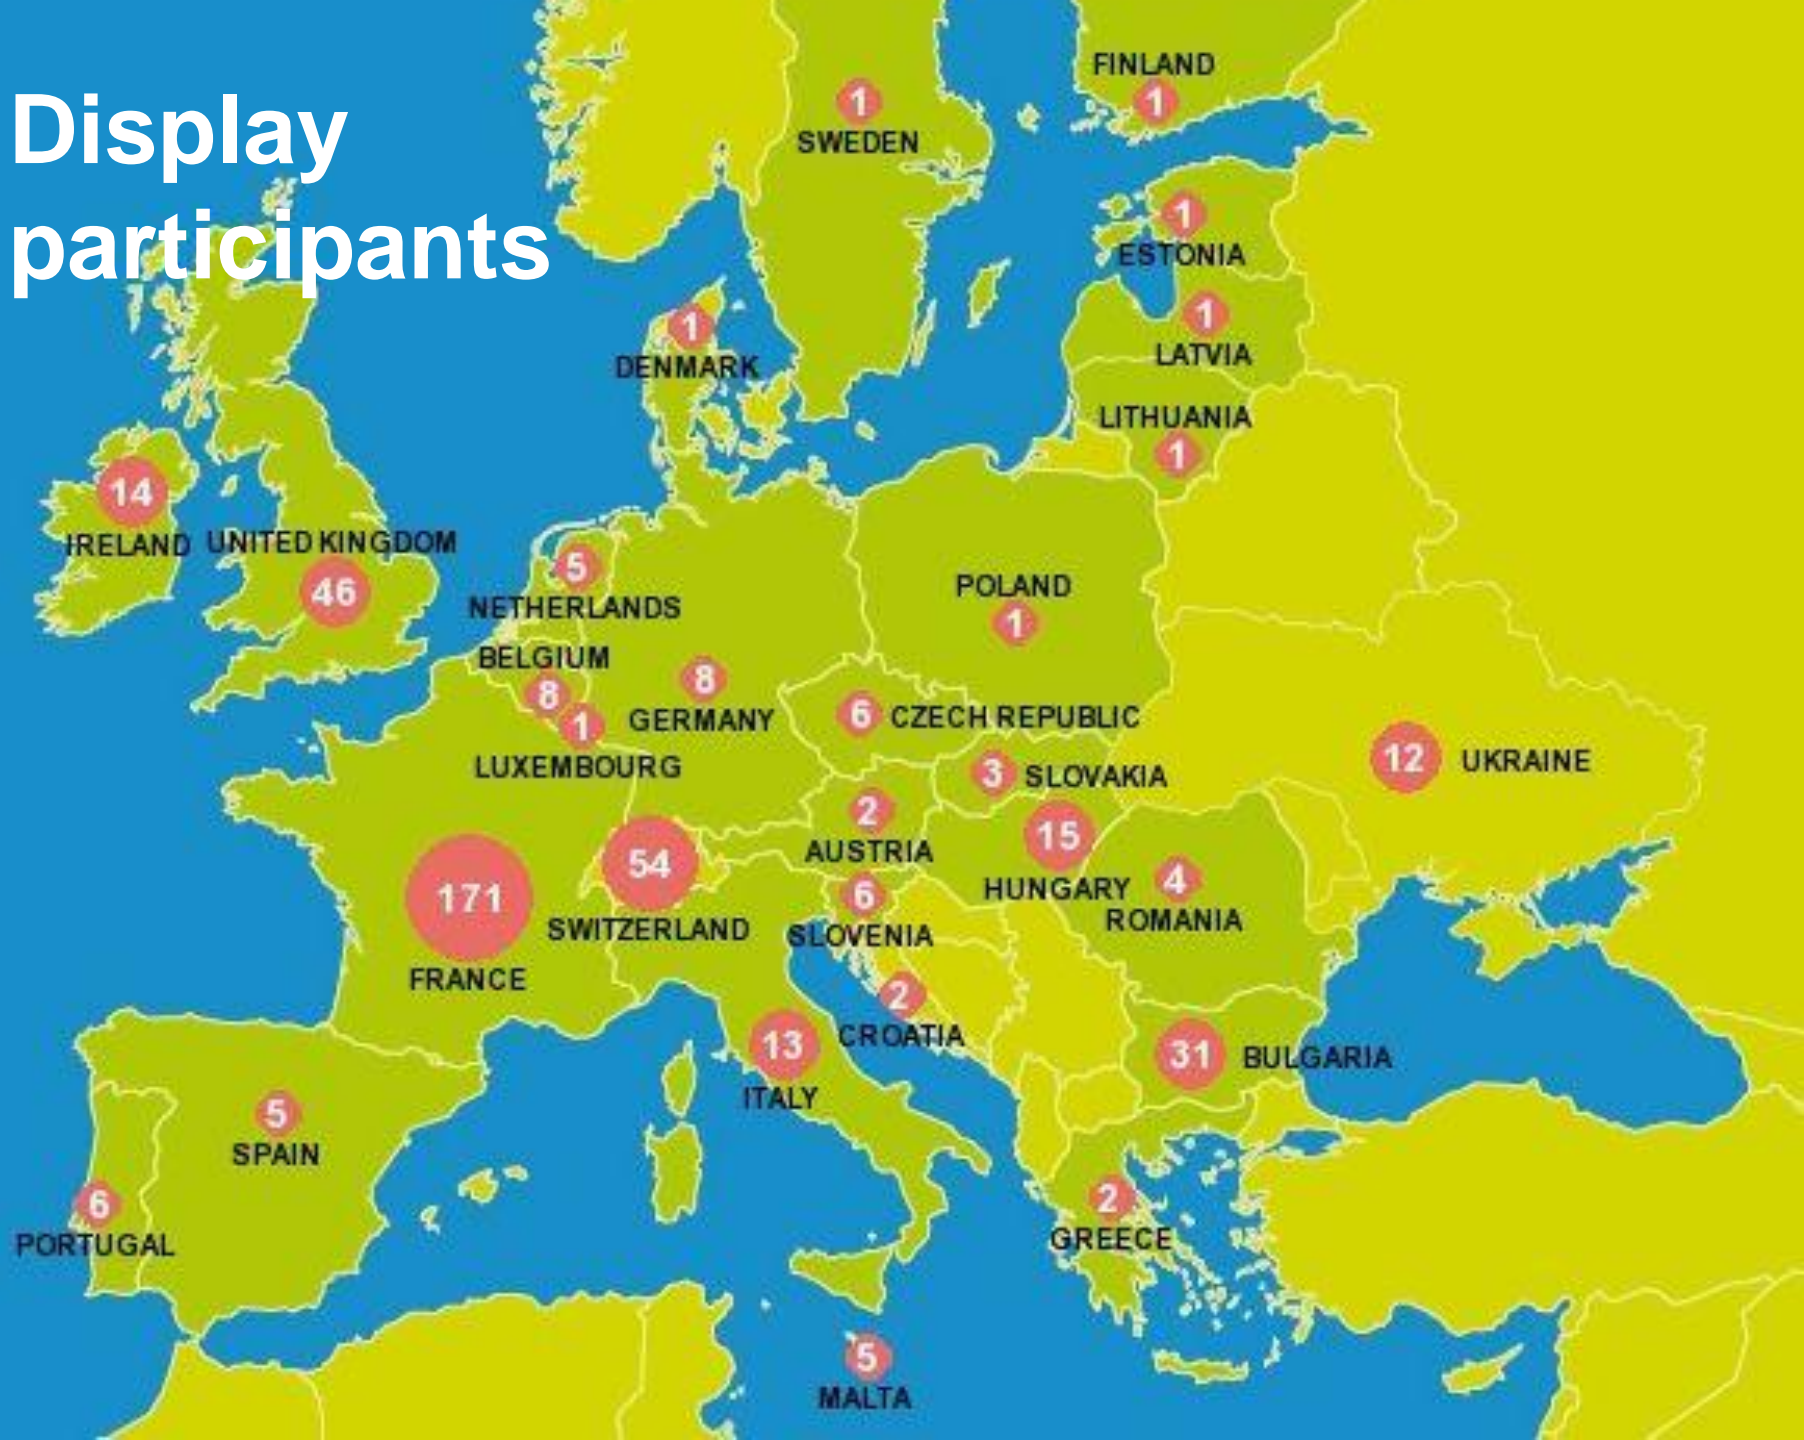 Display
participants
FINLAND
1
1
SWEDEN
1
ESTONIA
1
LATVIA
1
DENMARK
LITHUANIA
1
14
IRELAND
UNITED KINGDOM
46
5
NETHERLANDS
POLAND
1
BELGIUM
8
8
GERMANY
1
LUXEMBOURG
6 CZECH REPUBLIC
3 SLOVAKIA
12 UKRAINE
2
AUSTRIA
15
HUNGARY
4
ROMANIA
171
FRANCE
54
SWITZERLAND
6
SLOVENIA
2
CROATIA
13
ITALY
31 BULGARIA
5
SPAIN
6
PORTUGAL
2
GREECE
5
MALTA